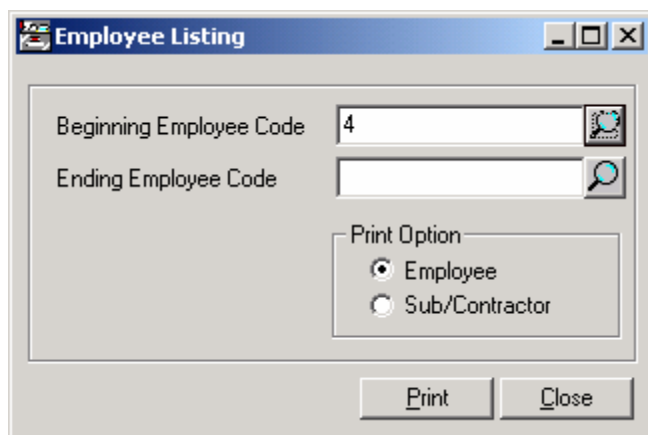 Employee Listing
Beginning Employee Code 4
Ending Employee Code
Print Option
Employee
Sub/Contractor
Print Close